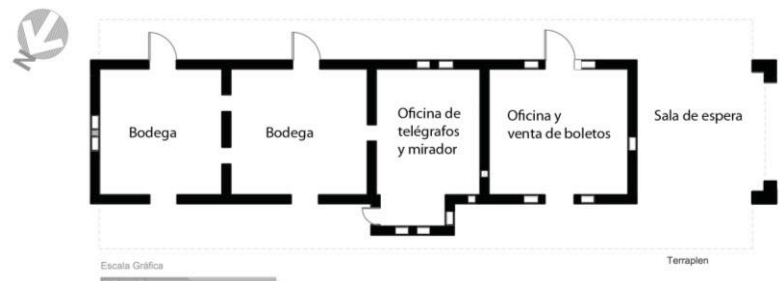 N
Bodega
Bodega
Oficina de
telégrafos
y mirador
Oficina y
venta de boletos
Sala de espera
Escala Gráfica
Terraplen